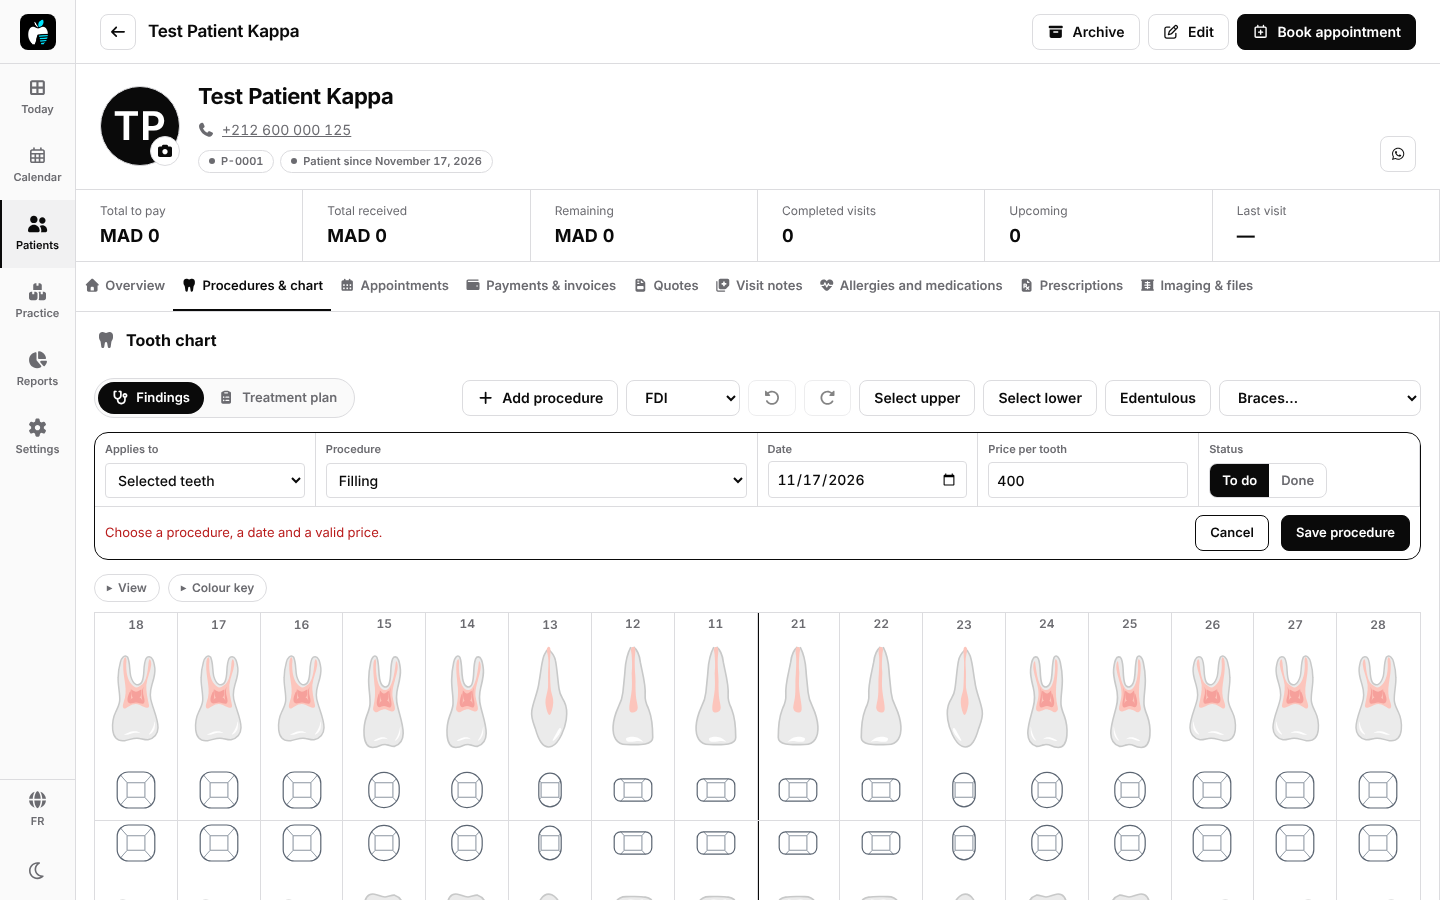 Test Patient Kappa
Archive
Edit
Book appointment
Today
Calendar
Patients
Practice
Reports
Settings
FR
TP
Test Patient Kappa
+212 600 000 125
P-0001
Patient since November 17, 2026
Total to pay
MAD 0
Total received
MAD 0
Remaining
MAD 0
Completed visits
0
Upcoming
0
Last visit
—
Overview
Procedures & chart
Appointments
Payments & invoices
Quotes
Visit notes
Allergies and medications
Prescriptions
Imaging & files
Tooth chart
Findings
Treatment plan
Add procedure
FDI
Select upper
Select lower
Edentulous
Braces...
Applies to
Selected teeth
Procedure
Filling
Date
11/17/2026
Price per tooth
400
Status
To do
Done
Choose a procedure, a date and a valid price.
Cancel
Save procedure
View
Colour key
18 17 16 15 14 13 12 11 21 22 23 24 25 26 27 28